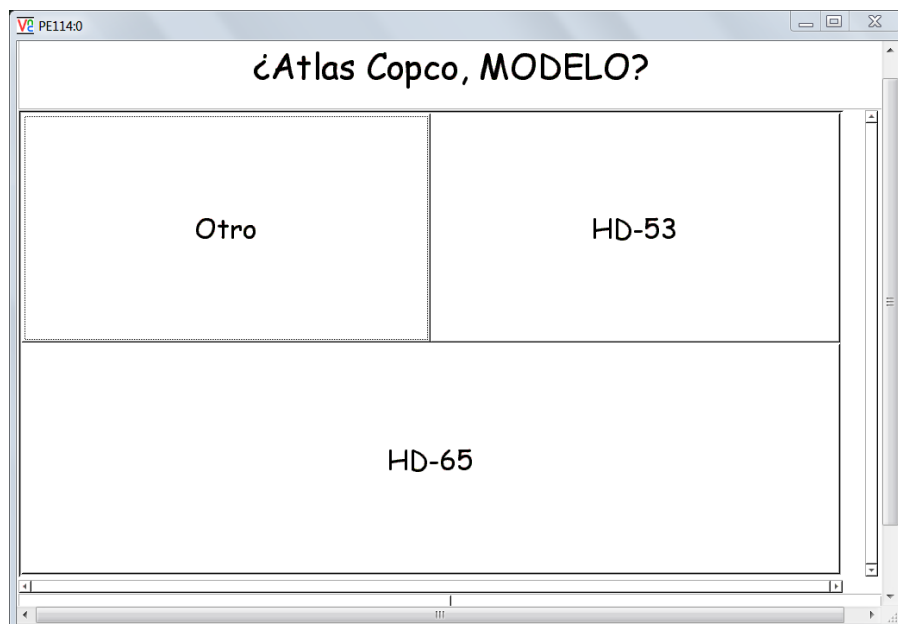 PE114:0
¿Atlas Copco, MODELO?
Otro
HD-53
HD-65